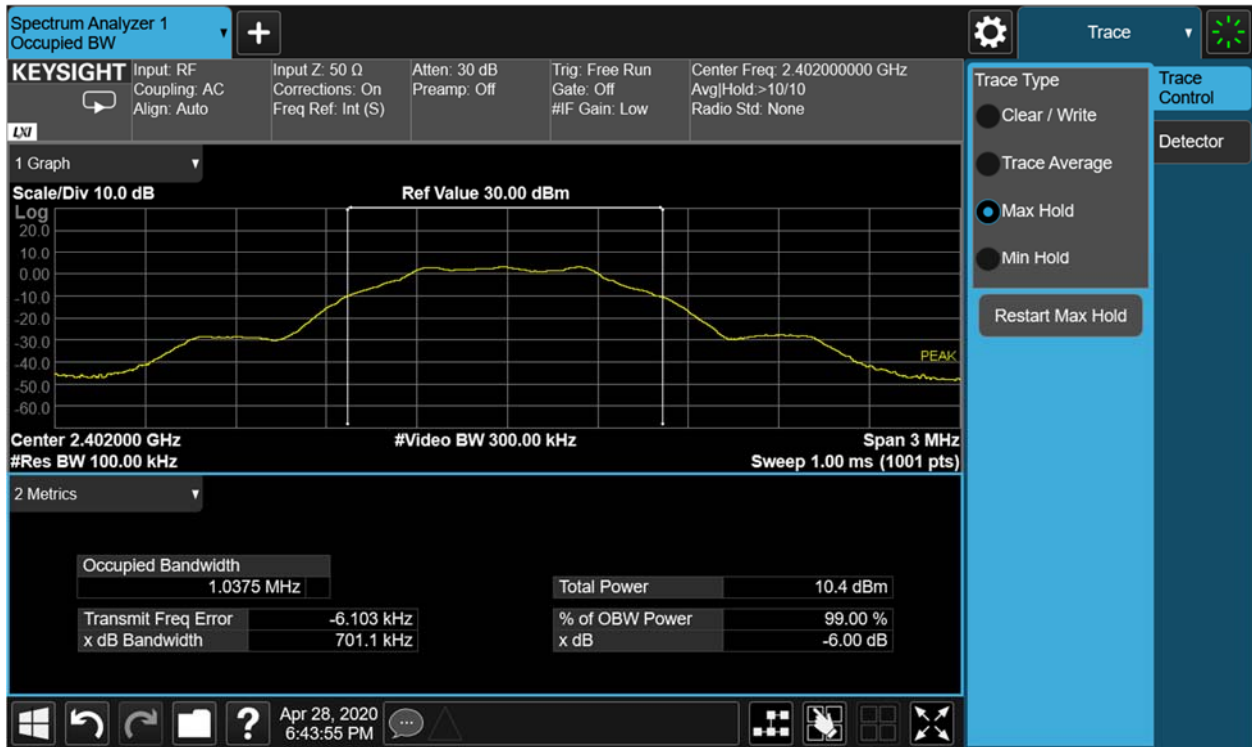 Spectrum Analyzer 1
Occupied BW
+
Trace
KEYSIGHT
LXI
Input: RF
Coupling: AC
Align: Auto
Input Z: 50 Ω
Corrections: On
Freq Ref: Int (S)
Atten: 30 dB
Preamp: Off
Trig: Free Run
Gate: Off
#IF Gain: Low
Center Freq: 2.402000000 GHz
Avg|Hold:>10/10
Radio Std: None
Trace Type
Clear / Write
Trace Average
Max Hold
Min Hold
Restart Max Hold
Trace
Control
Detector
1 Graph
Scale/Div 10.0 dB
Ref Value 30.00 dBm
Log
20.0
10.0
0.00
-10.0
-20.0
-30.0
-40.0
-50.0
-60.0
PEAK
Center 2.402000 GHz
#Video BW 300.00 kHz
Span 3 MHz
#Res BW 100.00 kHz
Sweep 1.00 ms (1001 pts)
2 Metrics
Occupied Bandwidth
1.0375 MHz
Total Power 10.4 dBm
Transmit Freq Error -6.103 kHz
% of OBW Power 99.00 %
x dB Bandwidth 701.1 kHz
x dB -6.00 dB
?
Apr 28, 2020
6:43:55 PM